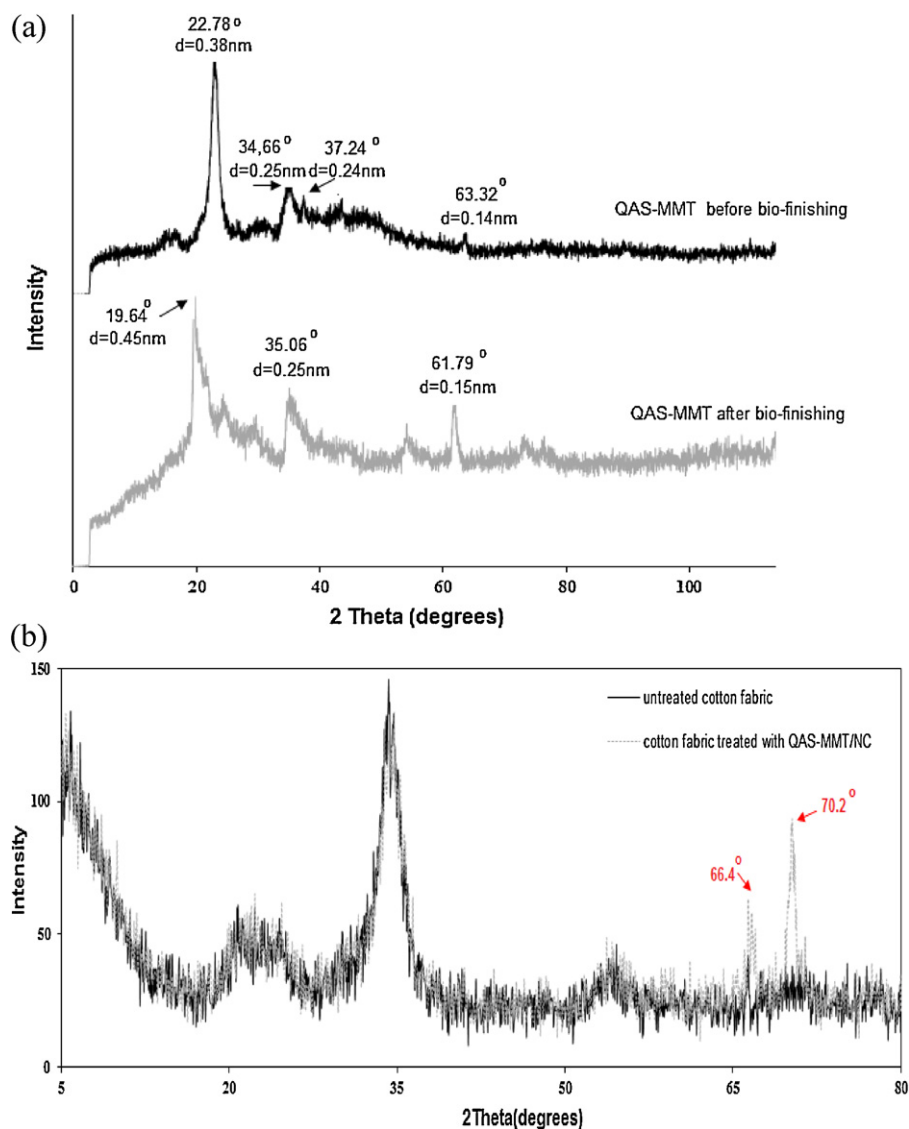 (a)
22.78°
d=0.38nm
34,66°
d=0.25nm
37.24°
d=0.24nm
63.32°
d=0.14nm
QAS-MMT before bio-finishing
19.64°
d=0.45nm
35.06°
d=0.25nm
61.79°
d=0.15nm
QAS-MMT after bio-finishing
Intensity
0 20 40 60 80 100
2 Theta (degrees)
(b)
150
100
50
0
Intensity
untreated cotton fabric
cotton fabric treated with QAS-MMT/NC
70.2°
66.4°
5 20 35 50 65 80
2Theta(degrees)